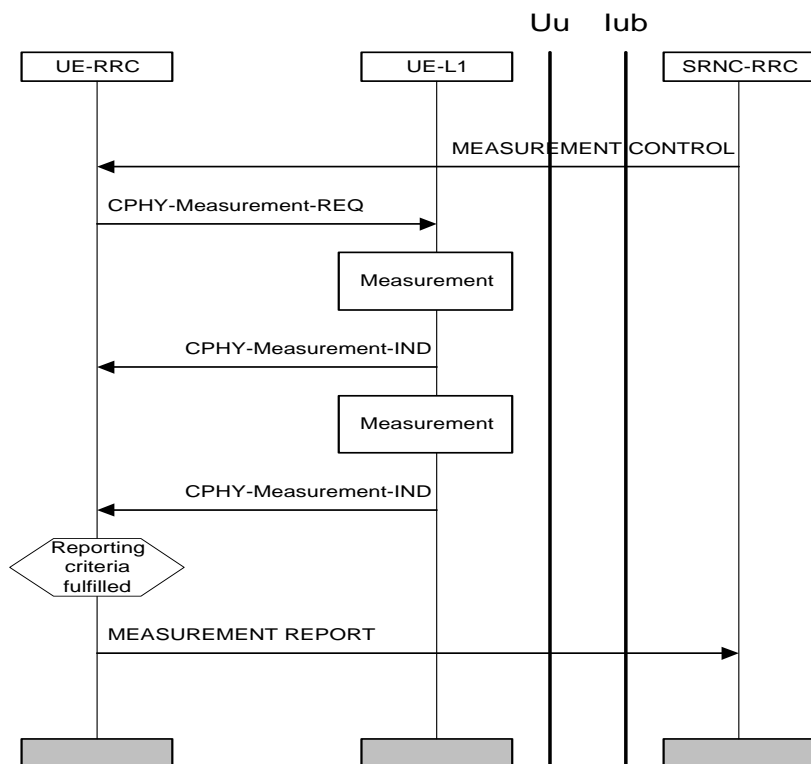 Uu Iub
UE-RRC UE-L1 SRNC-RRC
MEASUREMENT CONTROL
CPHY-Measurement-REQ
Measurement
CPHY-Measurement-IND
Measurement
CPHY-Measurement-IND
Reporting
criteria
fulfilled
MEASUREMENT REPORT